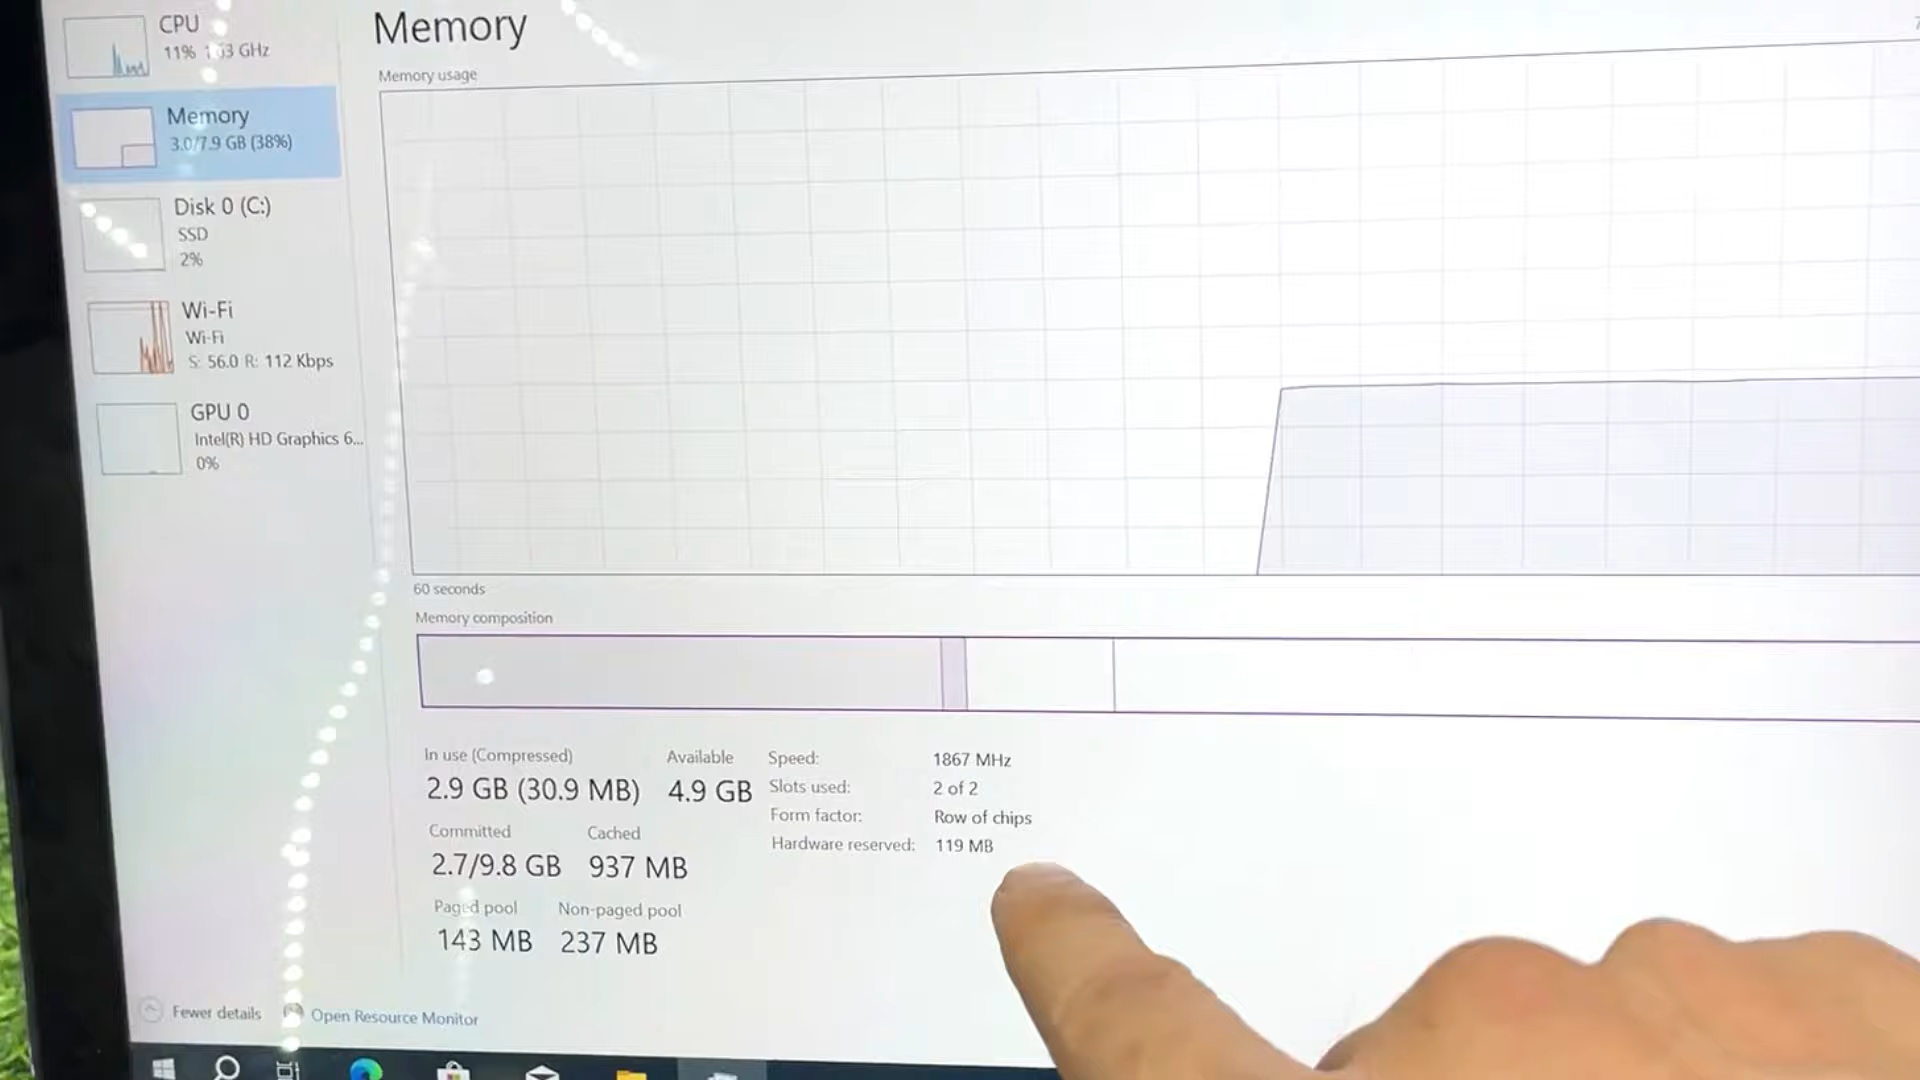 CPU
11% 1.63 GHz
Memory
3.0/7.9 GB (38%)
Disk 0 (C:)
SSD
2%
Wi-Fi
Wi-Fi
S: 56.0 R: 112 Kbps
GPU 0
Intel(R) HD Graphics 6...
0%
Memory
Memory usage
60 seconds
Memory composition
In use (Compressed)
2.9 GB (30.9 MB)
Available
4.9 GB
Committed
2.7/9.8 GB
Cached
937 MB
Paged pool
143 MB
Non-paged pool
237 MB
Speed: 1867 MHz
Slots used: 2 of 2
Form factor: Row of chips
Hardware reserved: 119 MB
Fewer details
Open Resource Monitor